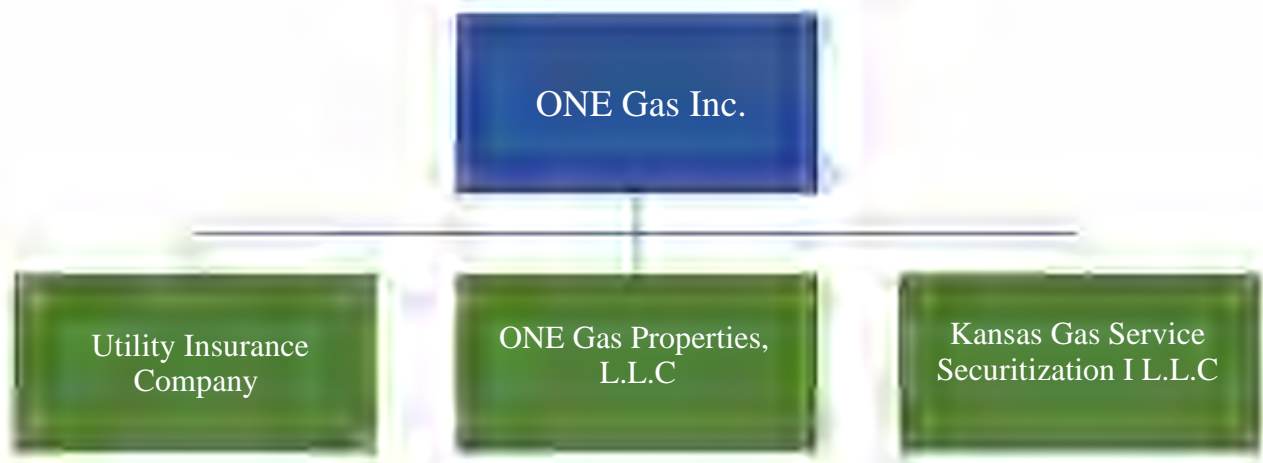 ONE Gas Inc.
Utility Insurance
Company
ONE Gas Properties,
L.L.C
Kansas Gas Service
Securitization I L.L.C